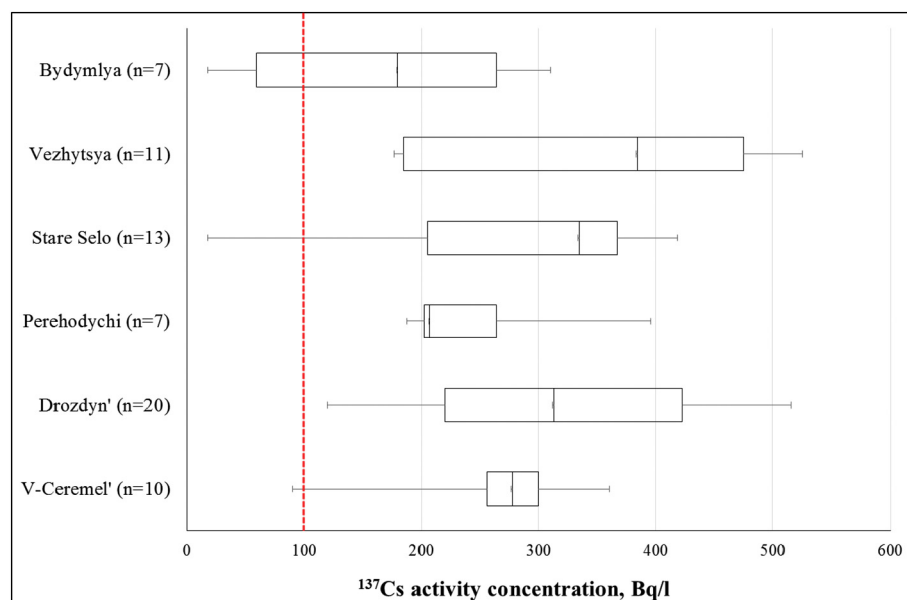 Bydymlya (n=7)
Vezhytsya (n=11)
Stare Selo (n=13)
Perehodychi (n=7)
Drozdyn' (n=20)
V-Ceremel' (n=10)
0 100 200 300 400 500 600
¹³⁷Cs activity concentration, Bq/l